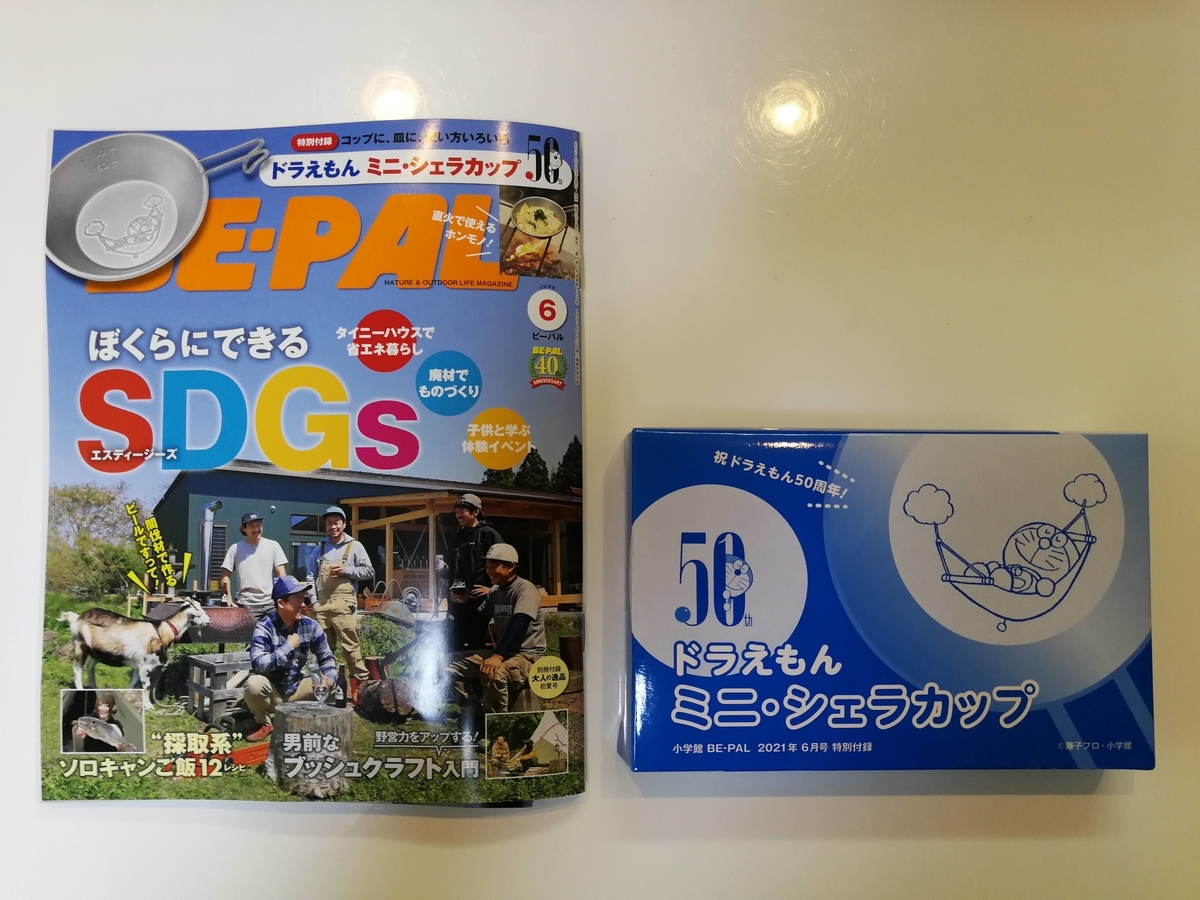 特別付録 コップに、皿に、使い方いろいろ
ドラえもん ミニ・シェラカップ 50th
BE-PAL
NATURE & OUTDOOR LIFE MAGAZINE
直火で使える
ホンモノ!
JUNE
6
ビーパル
BE-PAL
40th
ANNIVERSARY
ぼくらにできる
SDGs
エスディージーズ
タイニーハウスで
省エネ暮らし
廃材で
ものづくり
子供と学ぶ
体験イベント
間伐材で作る
ビールですって!
別冊付録
大人の逸品
初夏号
"採取系"
ソロキャンご飯12レシピ
男前な
ブッシュクラフト入門
野営力をアップする!
祝ドラえもん50周年!
50th
ドラえもん
ミニ・シェラカップ
小学館 BE-PAL 2021年6月号 特別付録
©藤子プロ・小学館